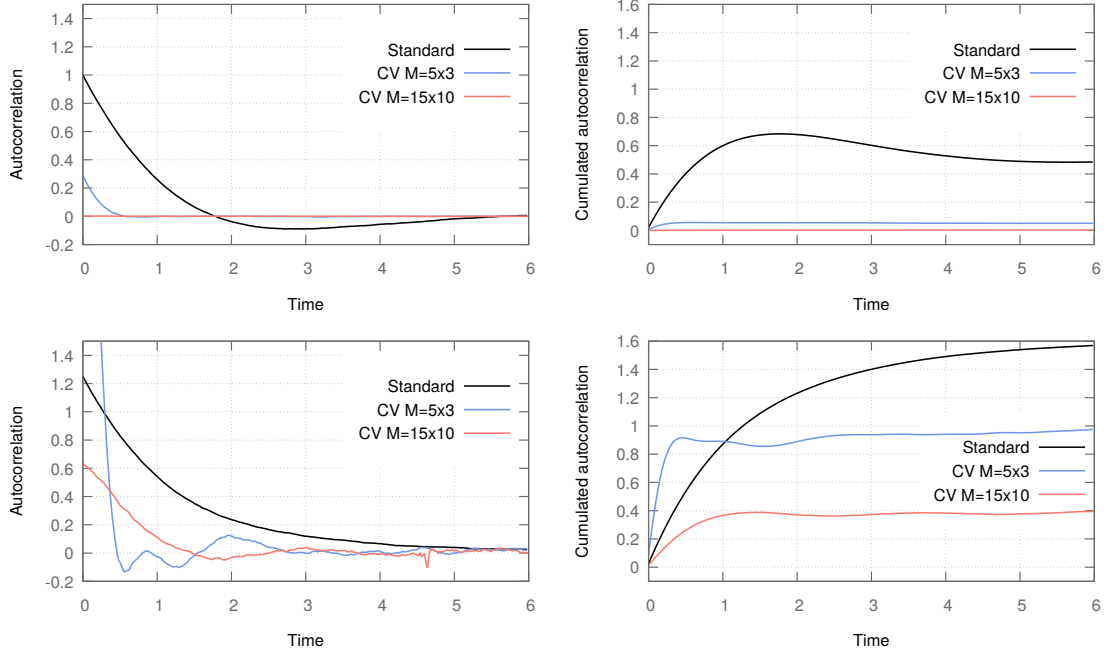 Autocorrelation
1.4
1.2
1
0.8
0.6
0.4
0.2
0
-0.2
Standard
CV M=5x3
CV M=15x10
0 1 2 3 4 5 6
Time
Cumulated autocorrelation
1.6
1.4
1.2
1
0.8
0.6
0.4
0.2
0
Standard
CV M=5x3
CV M=15x10
0 1 2 3 4 5 6
Time
Autocorrelation
1.4
1.2
1
0.8
0.6
0.4
0.2
0
-0.2
Standard
CV M=5x3
CV M=15x10
0 1 2 3 4 5 6
Time
Cumulated autocorrelation
1.6
1.4
1.2
1
0.8
0.6
0.4
0.2
0
Standard
CV M=5x3
CV M=15x10
0 1 2 3 4 5 6
Time